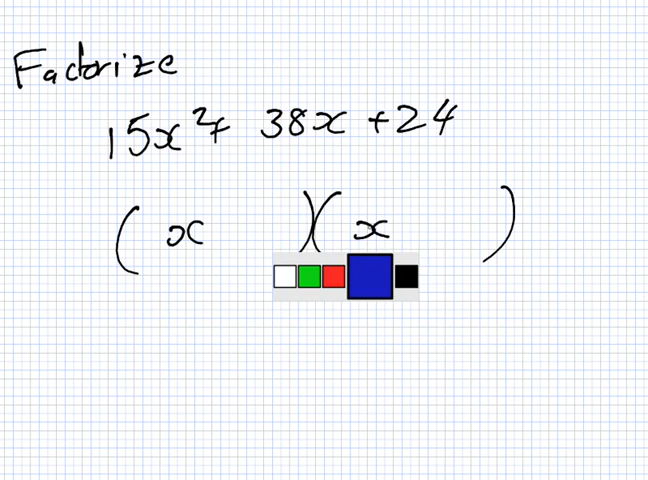 Factorize
15x²+ 38x +24
( x )( x )